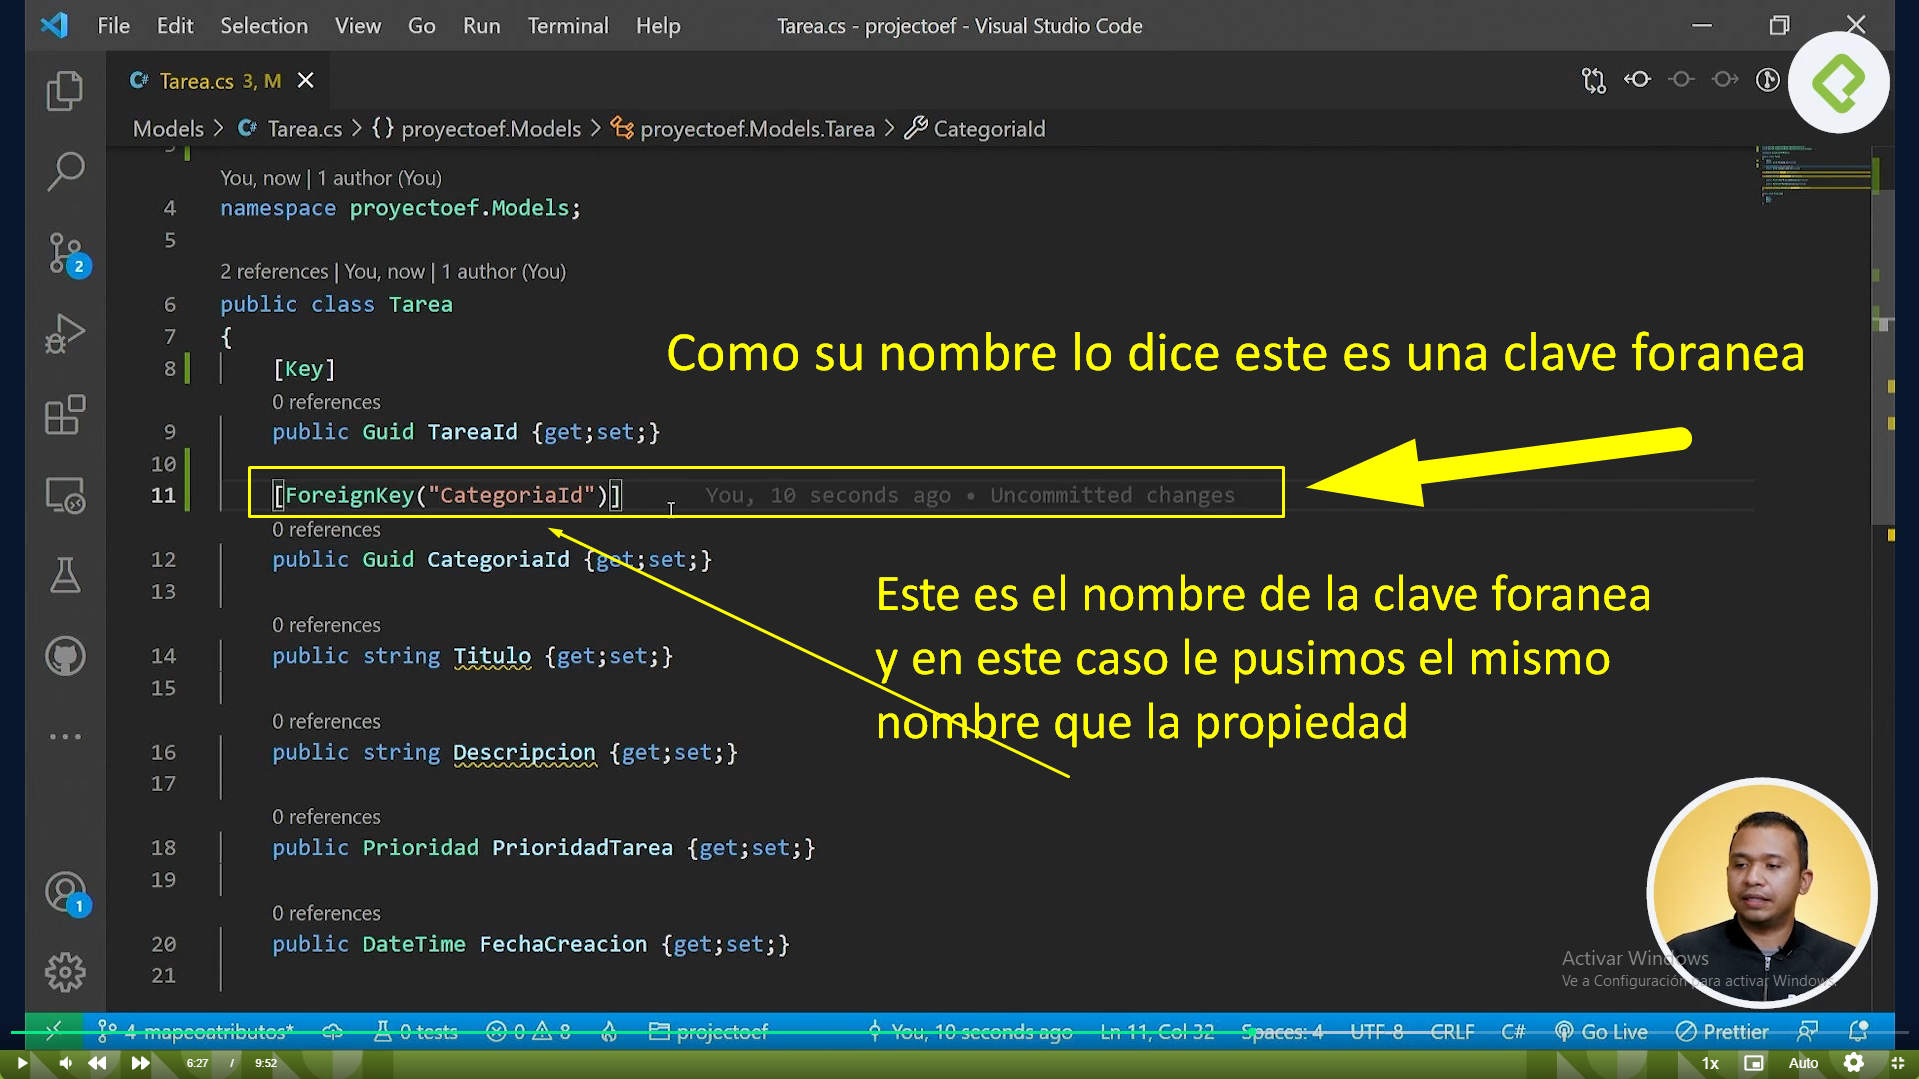 File Edit Selection View Go Run Terminal Help Tarea.cs - projectoef - Visual Studio Code
Tarea.cs 3, M
Models > Tarea.cs > {} proyectoef.Models > proyectoef.Models.Tarea > CategoriaId
You, now | 1 author (You)
4 namespace proyectoef.Models;
5
2 references | You, now | 1 author (You)
6 public class Tarea
7 {
Como su nombre lo dice este es una clave foranea
8 [Key]
0 references
9 public Guid TareaId {get;set;}
10
11 [ForeignKey("CategoriaId")] You, 10 seconds ago • Uncommitted changes
0 references
12 public Guid CategoriaId {get;set;}
13
Este es el nombre de la clave foranea
y en este caso le pusimos el mismo
nombre que la propiedad
0 references
14 public string Titulo {get;set;}
15
0 references
16 public string Descripcion {get;set;}
17
0 references
18 public Prioridad PrioridadTarea {get;set;}
19
0 references
20 public DateTime FechaCreacion {get;set;}
21
2
1
Activar Windows
Ve a Configuración para activar Windows.
4-mapeoatributos* 0 tests 0 8 projectoef You, 10 seconds ago Ln 11, Col 32 Spaces: 4 UTF-8 CRLF C# Go Live Prettier
6:27 / 9:52 1x Auto